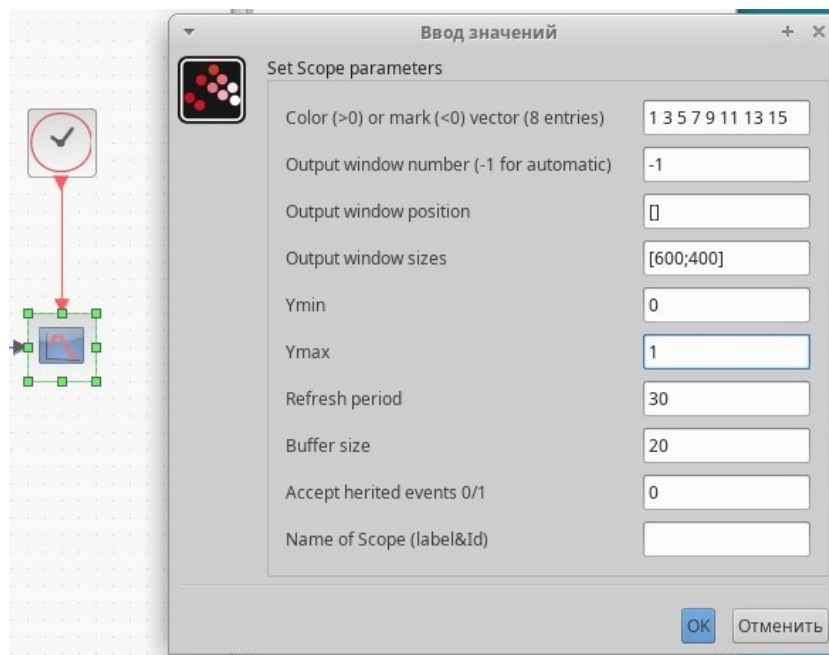 Ввод значений
Set Scope parameters
Color (>0) or mark (<0) vector (8 entries) 1 3 5 7 9 11 13 15
Output window number (-1 for automatic) -1
Output window position []
Output window sizes [600;400]
Ymin 0
Ymax 1
Refresh period 30
Buffer size 20
Accept herited events 0/1 0
Name of Scope (label&Id)
OK Отменить